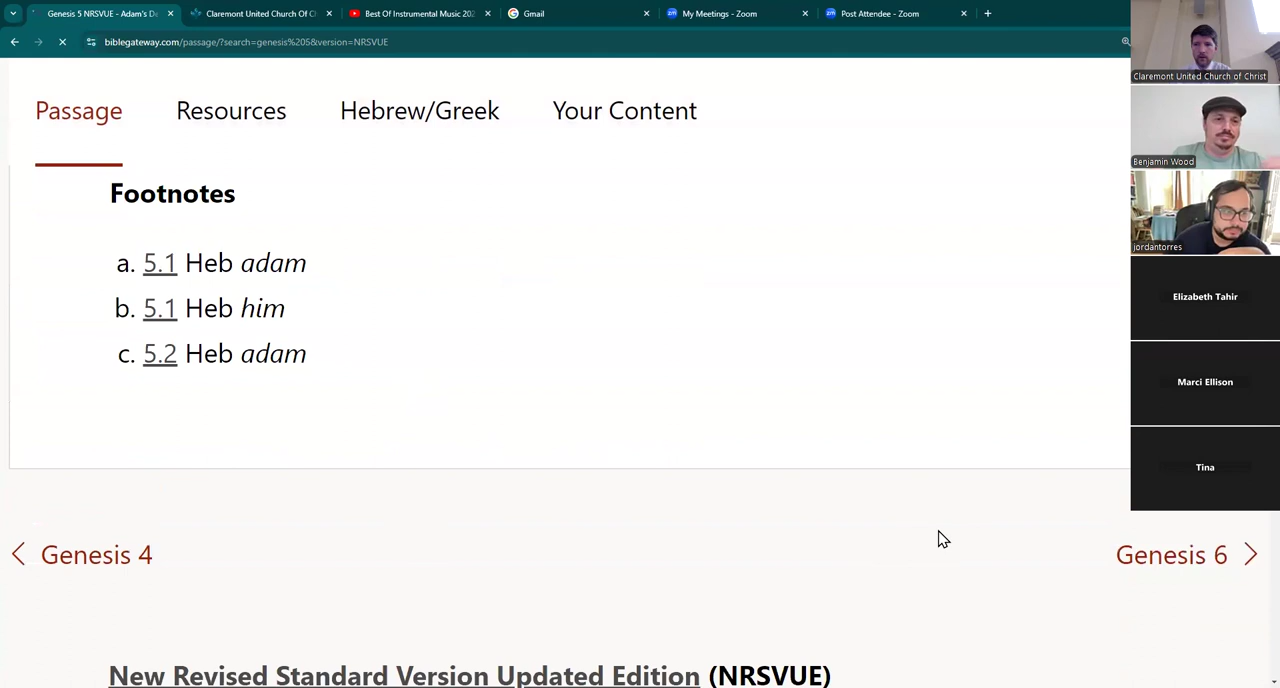 Genesis 5 NRSVUE - Adam's De
Claremont United Church Of C
Best Of Instrumental Music 202
Gmail
My Meetings - Zoom
Post Attendee - Zoom
biblegateway.com/passage/?search=genesis%205&version=NRSVUE
Passage
Resources
Hebrew/Greek
Your Content
Footnotes
a. 5.1 Heb adam
b. 5.1 Heb him
c. 5.2 Heb adam
Genesis 4
Genesis 6
New Revised Standard Version Updated Edition (NRSVUE)
Claremont United Church of Christ
Benjamin Wood
jordantorres
Elizabeth Tahir
Marci Ellison
Tina